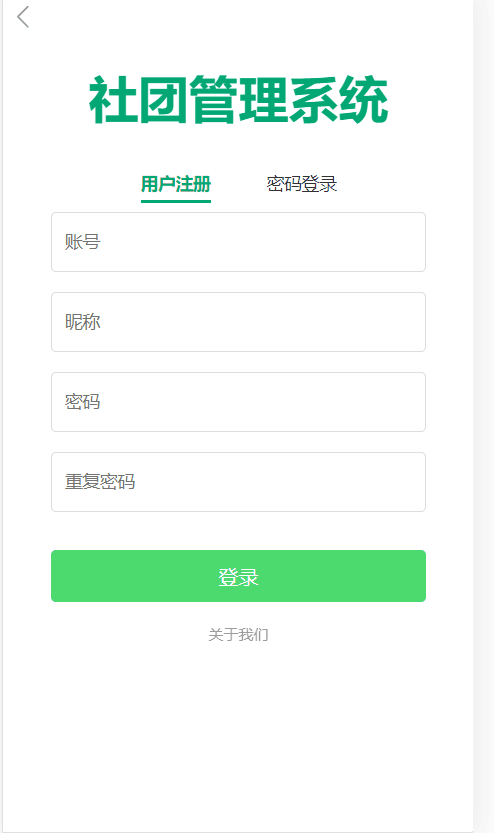 社团管理系统
用户注册 密码登录
账号
昵称
密码
重复密码
登录
关于我们